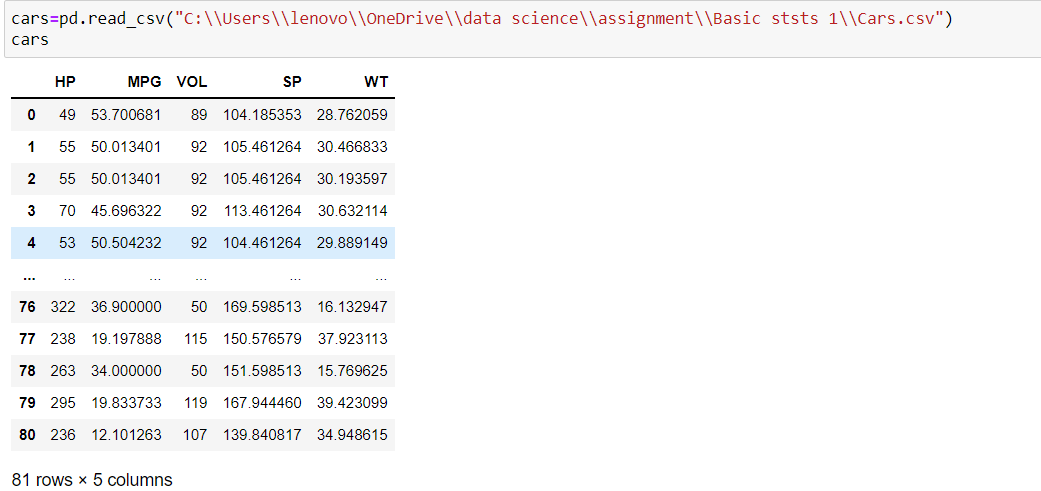 cars=pd.read_csv("C:\\Users\\lenovo\\OneDrive\\data science\\assignment\\Basic ststs 1\\Cars.csv")
cars
HP MPG VOL SP WT
0 49 53.700681 89 104.185353 28.762059
1 55 50.013401 92 105.461264 30.466833
2 55 50.013401 92 105.461264 30.193597
3 70 45.696322 92 113.461264 30.632114
4 53 50.504232 92 104.461264 29.889149
... ... ... ... ... ...
76 322 36.900000 50 169.598513 16.132947
77 238 19.197888 115 150.576579 37.923113
78 263 34.000000 50 151.598513 15.769625
79 295 19.833733 119 167.944460 39.423099
80 236 12.101263 107 139.840817 34.948615
81 rows × 5 columns